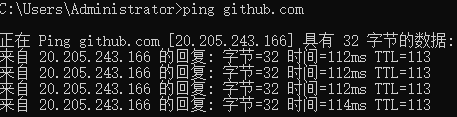 C:\Users\Administrator>ping github.com
正在 Ping github.com [20.205.243.166] 具有 32 字节的数据:
来自 20.205.243.166 的回复: 字节=32 时间=112ms TTL=113
来自 20.205.243.166 的回复: 字节=32 时间=112ms TTL=113
来自 20.205.243.166 的回复: 字节=32 时间=112ms TTL=113
来自 20.205.243.166 的回复: 字节=32 时间=114ms TTL=113